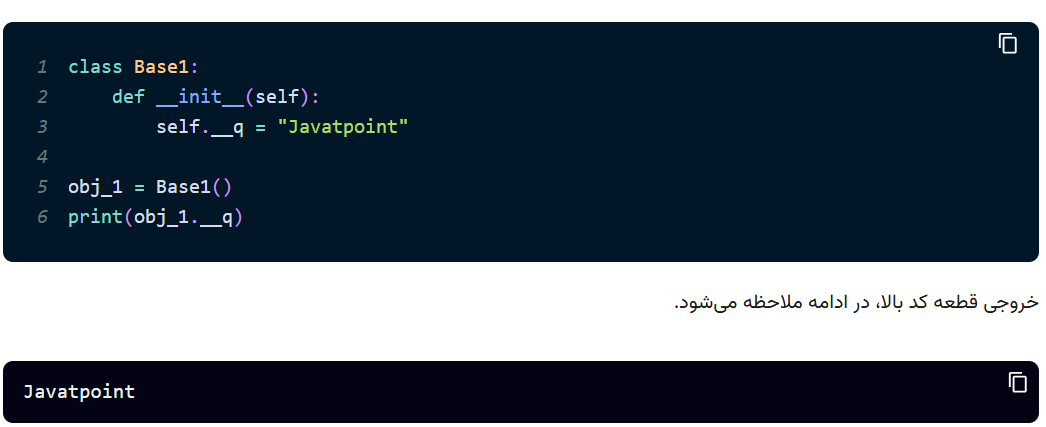 1 class Base1:
2     def __init__(self):
3         self.__q = "Javatpoint"
4
5 obj_1 = Base1()
6 print(obj_1.__q)
خروجی قطعه کد بالا، در ادامه ملاحظه می‌شود.
Javatpoint